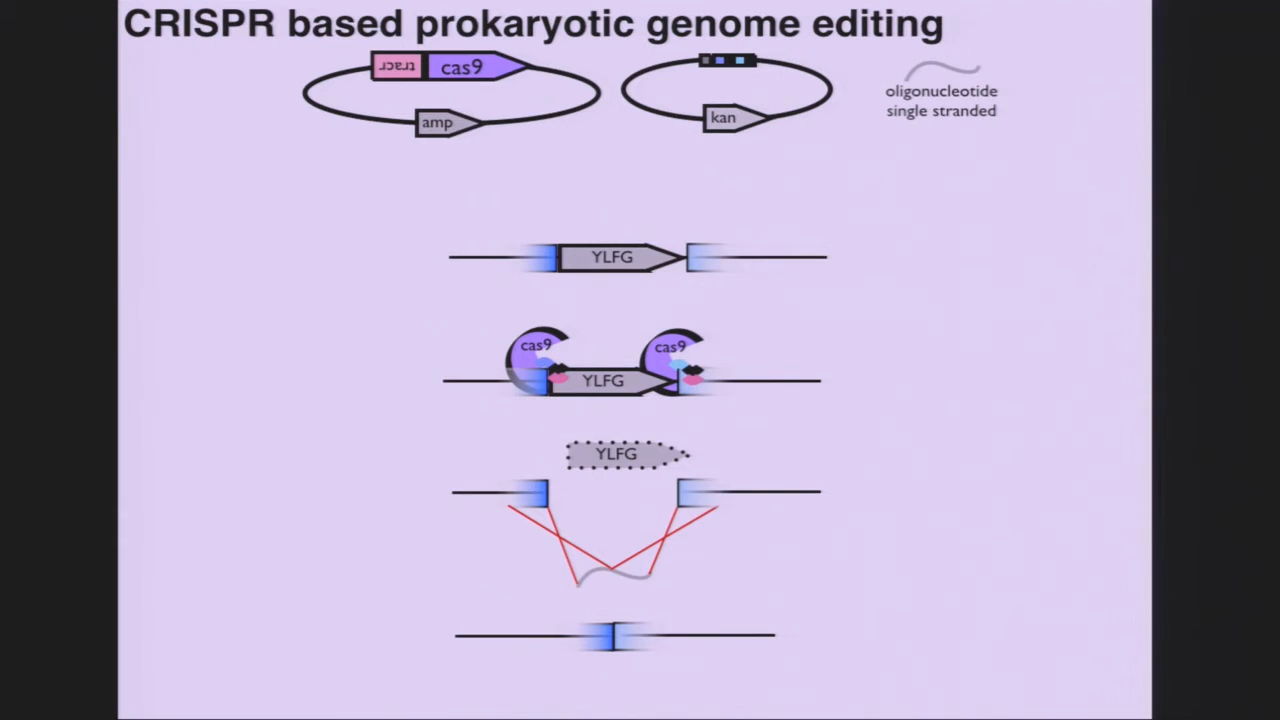 CRISPR based prokaryotic genome editing
tracr cas9
amp
kan
oligonucleotide
single stranded
YLFG
cas9 cas9
YLFG
YLFG